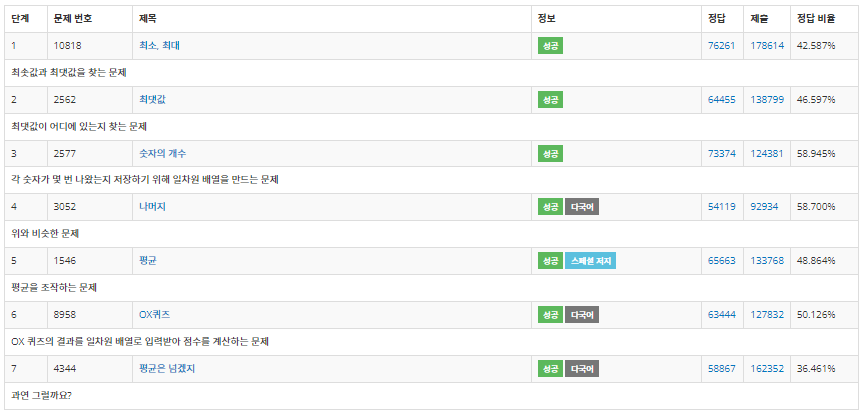 단계 문제 번호 제목 정보 정답 제출 정답 비율
1 10818 최소, 최대 성공 76261 178614 42.587%
최솟값과 최댓값을 찾는 문제
2 2562 최댓값 성공 64455 138799 46.597%
최댓값이 어디에 있는지 찾는 문제
3 2577 숫자의 개수 성공 73374 124381 58.945%
각 숫자가 몇 번 나왔는지 저장하기 위해 일차원 배열을 만드는 문제
4 3052 나머지 성공 다국어 54119 92934 58.700%
위와 비슷한 문제
5 1546 평균 성공 스페셜 저지 65663 133768 48.864%
평균을 조작하는 문제
6 8958 OX퀴즈 성공 다국어 63444 127832 50.126%
OX 퀴즈의 결과를 일차원 배열로 입력받아 점수를 계산하는 문제
7 4344 평균은 넘겠지 성공 다국어 58867 162352 36.461%
과연 그럴까요?